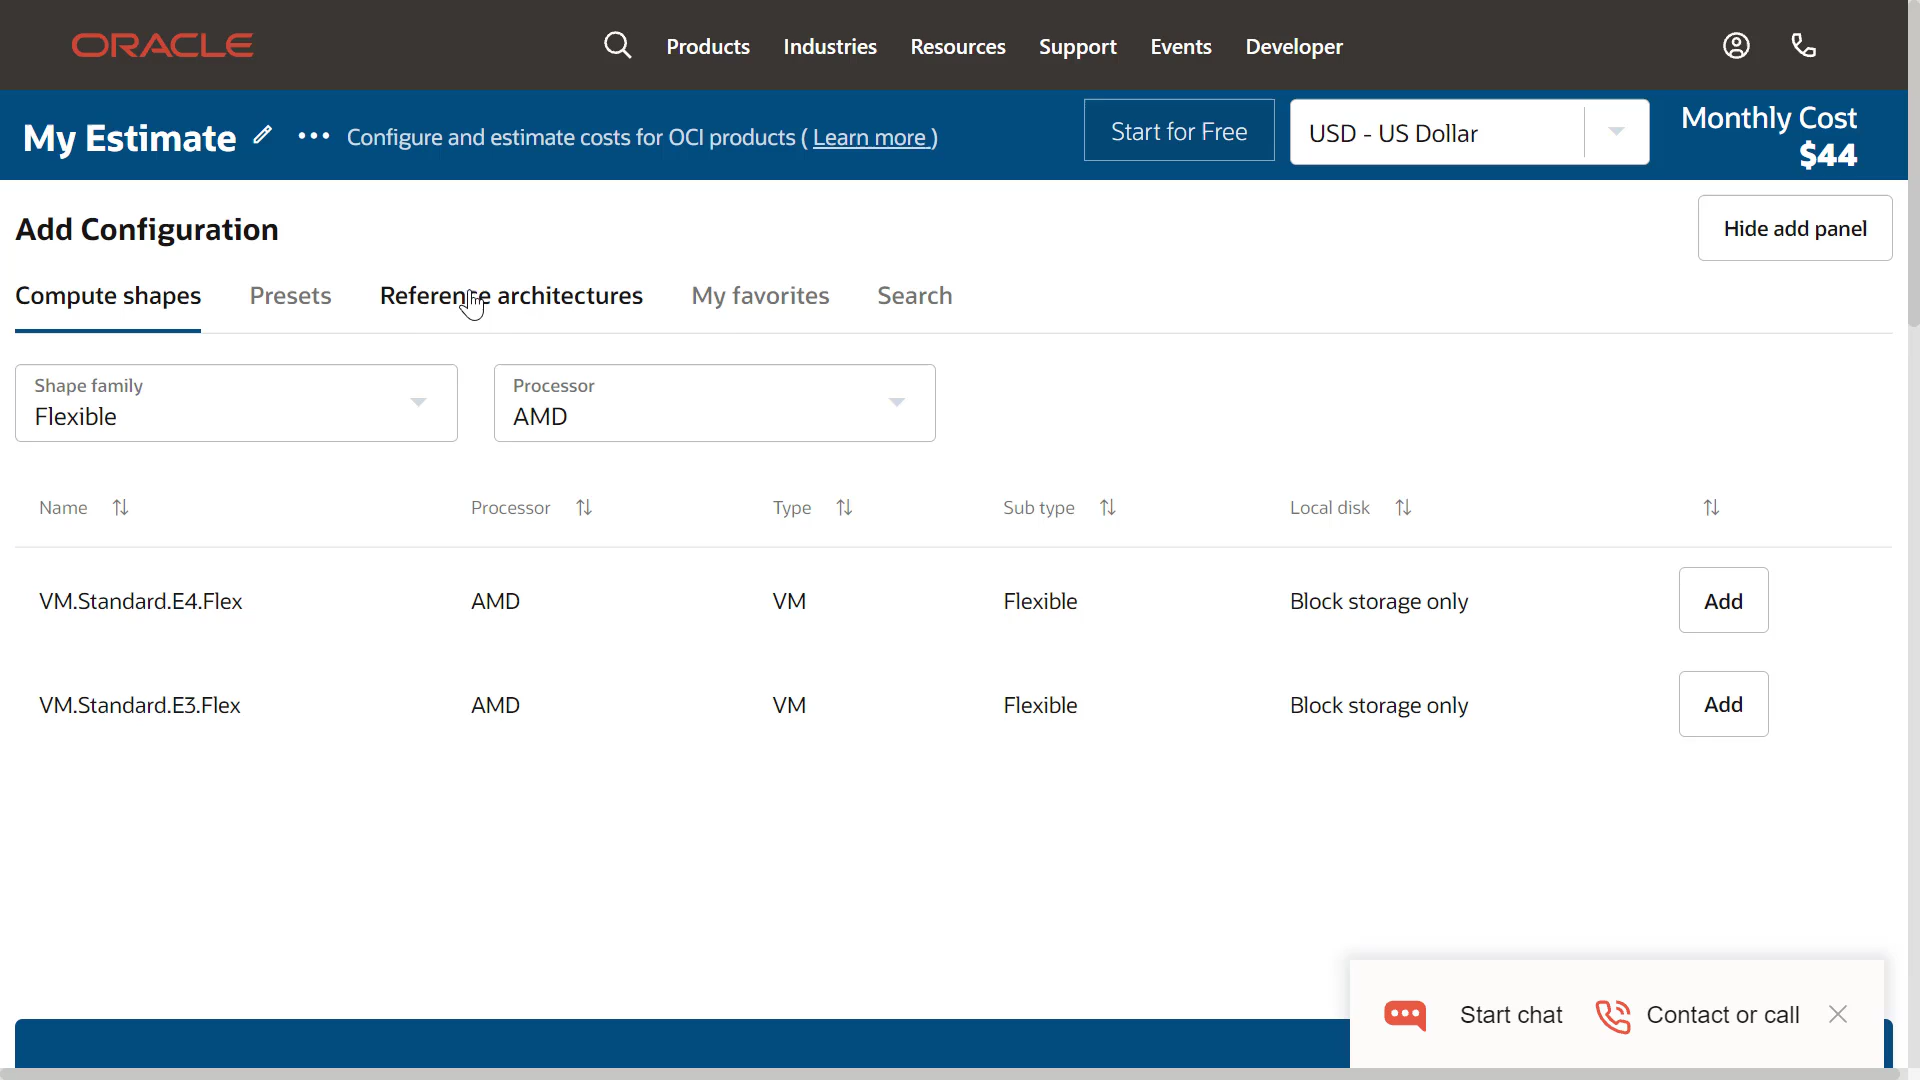 ORACLE
Products Industries Resources Support Events Developer
My Estimate ••• Configure and estimate costs for OCI products ( Learn more )
Start for Free
USD - US Dollar
Monthly Cost
$44
Add Configuration
Hide add panel
Compute shapes Presets Reference architectures My favorites Search
Shape family
Flexible
Processor
AMD
Name Processor Type Sub type Local disk
VM.Standard.E4.Flex AMD VM Flexible Block storage only Add
VM.Standard.E3.Flex AMD VM Flexible Block storage only Add
Start chat Contact or call